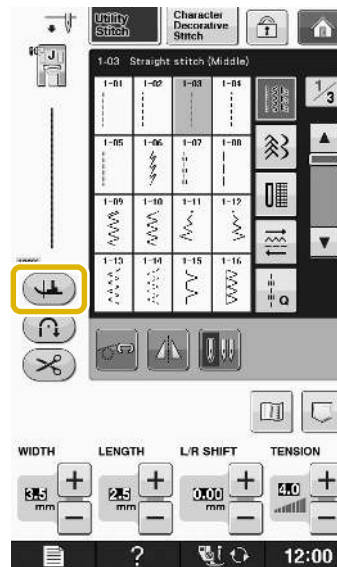 Utility
Stitch
Character
Decorative
Stitch
J
1-03 Straight stitch (Middle)
1-01 1-02 1-03 1-04
1/3
1-05 1-06 1-07 1-08
1-09 1-10 1-11 1-12
1-13 1-14 1-15 1-16
Q
WIDTH LENGTH L/R SHIFT TENSION
3.5 mm + −
2.5 mm + −
0.00 mm + −
4.0 + −
? 12:00